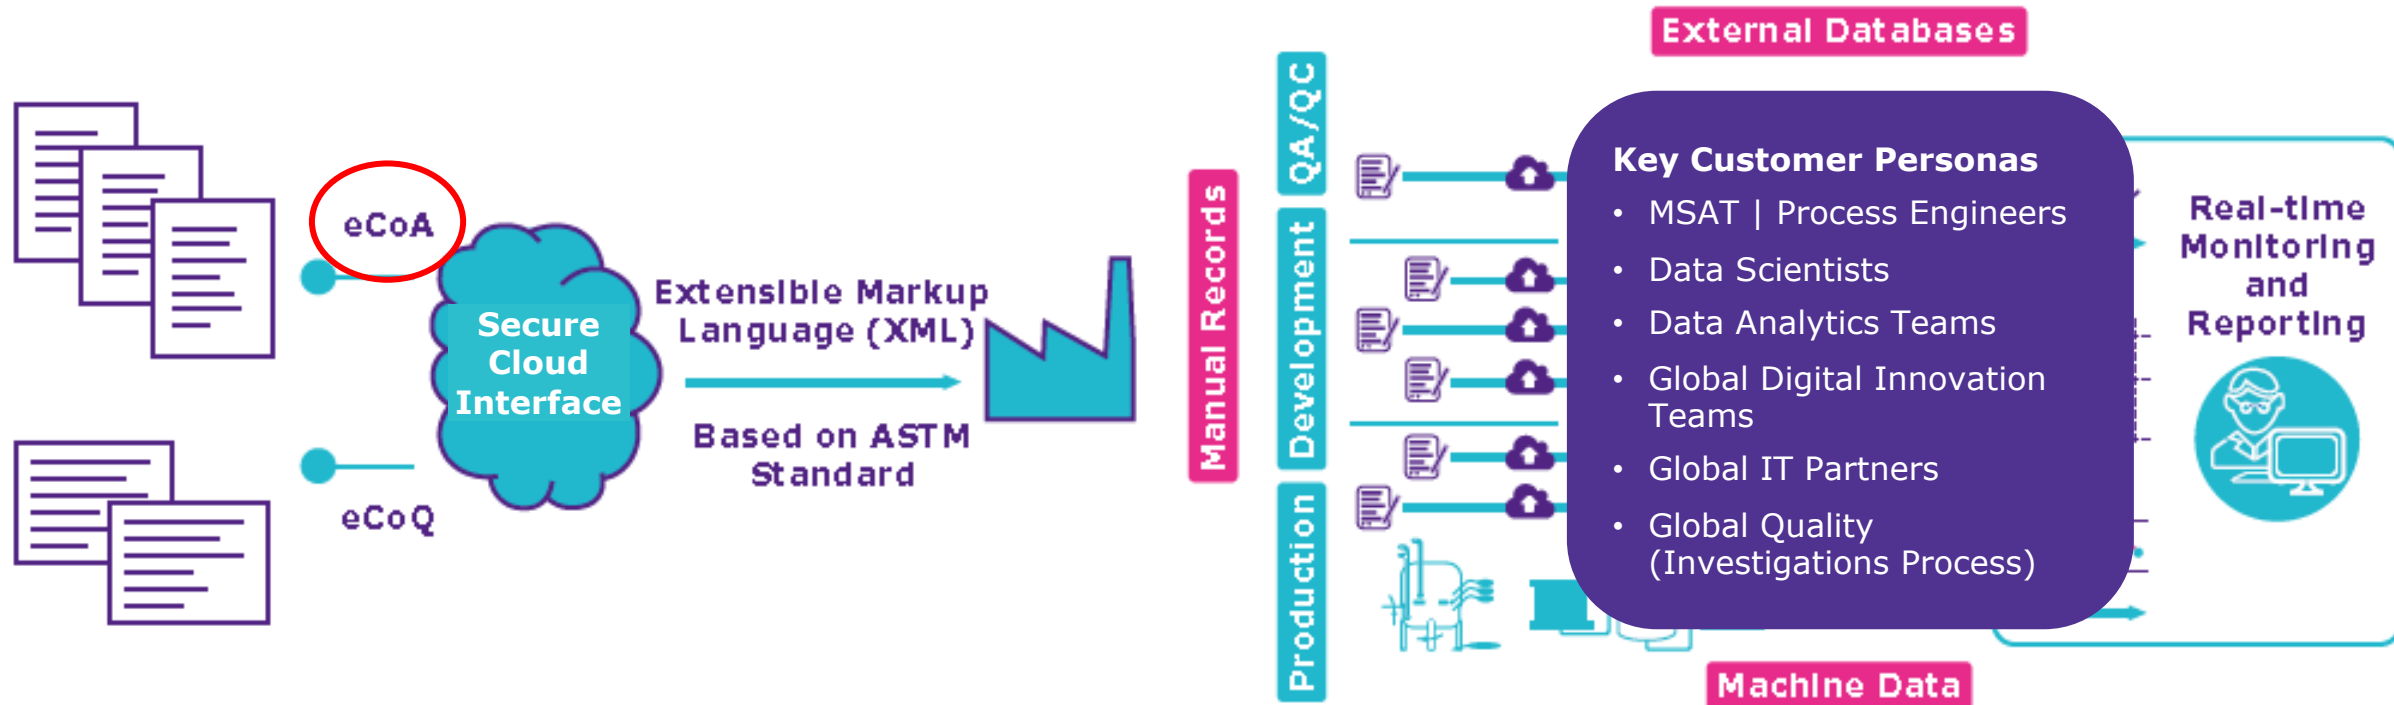 eCoA
Secure
Cloud
Interface
eCoQ
Extensible Markup
Language (XML)
Based on ASTM
Standard
Manual Records
QA/QC
Development
Production
External Databases
Key Customer Personas
• MSAT | Process Engineers
• Data Scientists
• Data Analytics Teams
• Global Digital Innovation
Teams
• Global IT Partners
• Global Quality
(Investigations Process)
Machine Data
Real-time
Monitoring
and
Reporting